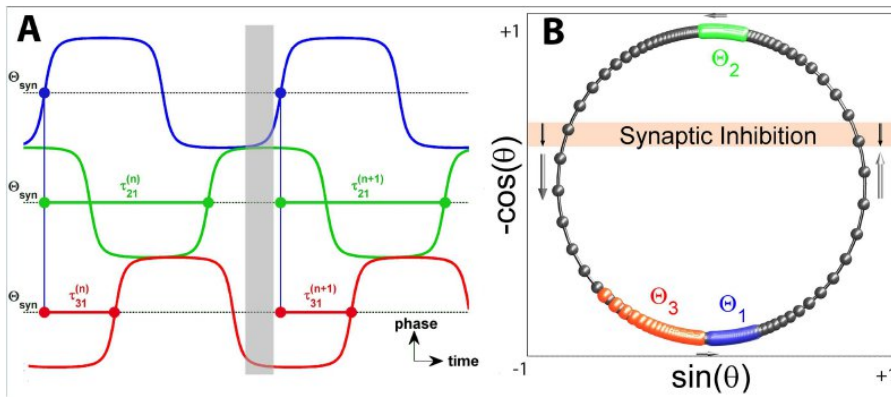 A
Θsyn
Θsyn
τ21(n)
τ21(n+1)
Θsyn
τ31(n)
τ31(n+1)
phase
time
B
+1
Θ2
Synaptic Inhibition
-cos(θ)
Θ3
Θ1
-1
sin(θ)
+1